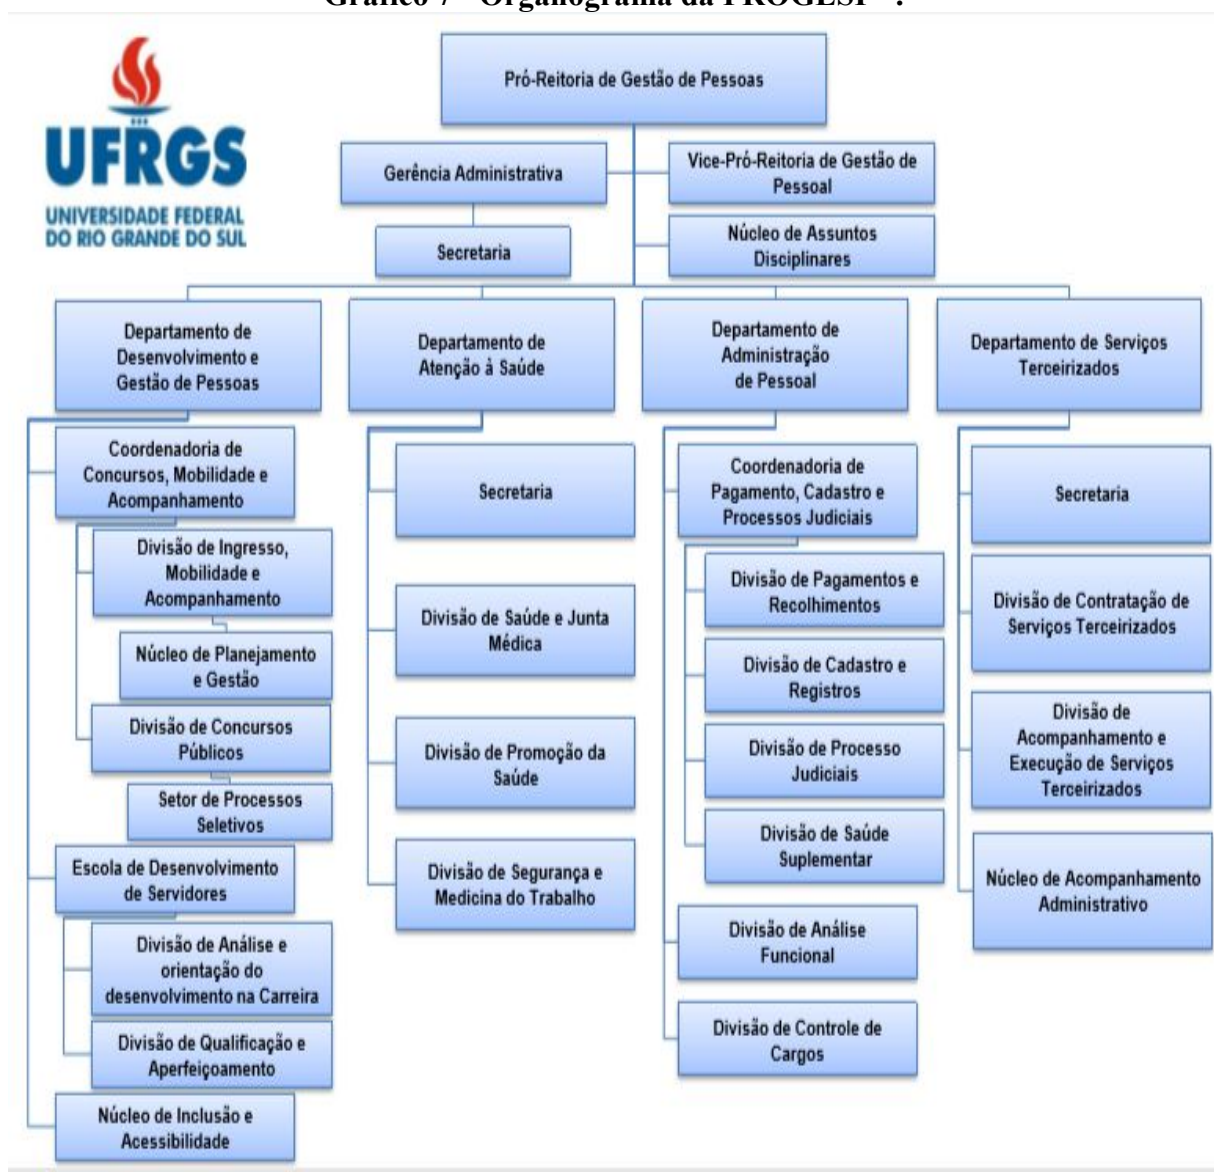 Gráfico 7 - Organograma da PROGESP
Pró-Reitoria de Gestão de Pessoas
UFRGS
UNIVERSIDADE FEDERAL
DO RIO GRANDE DO SUL
Gerência Administrativa
Vice-Pró-Reitoria de Gestão de
Pessoal
Secretaria
Núcleo de Assuntos
Disciplinares
Departamento de
Desenvolvimento e
Gestão de Pessoas
Coordenadoria de
Concursos, Mobilidade e
Acompanhamento
Divisão de Ingresso,
Mobilidade e
Acompanhamento
Núcleo de Planejamento
e Gestão
Divisão de Concursos
Públicos
Setor de Processos
Seletivos
Escola de Desenvolvimento
de Servidores
Divisão de Análise e
orientação do
desenvolvimento na Carreira
Divisão de Qualificação e
Aperfeiçoamento
Núcleo de Inclusão e
Acessibilidade
Departamento de
Atenção à Saúde
Secretaria
Divisão de Saúde e Junta
Médica
Divisão de Promoção da
Saúde
Divisão de Segurança e
Medicina do Trabalho
Departamento de
Administração
de Pessoal
Coordenadoria de
Pagamento, Cadastro e
Processos Judiciais
Divisão de Pagamentos e
Recolhimentos
Divisão de Cadastro e
Registros
Divisão de Processo
Judiciais
Divisão de Saúde
Suplementar
Divisão de Análise
Funcional
Divisão de Controle de
Cargos
Departamento de Serviços
Terceirizados
Secretaria
Divisão de Contratação de
Serviços Terceirizados
Divisão de
Acompanhamento e
Execução de Serviços
Terceirizados
Núcleo de Acompanhamento
Administrativo